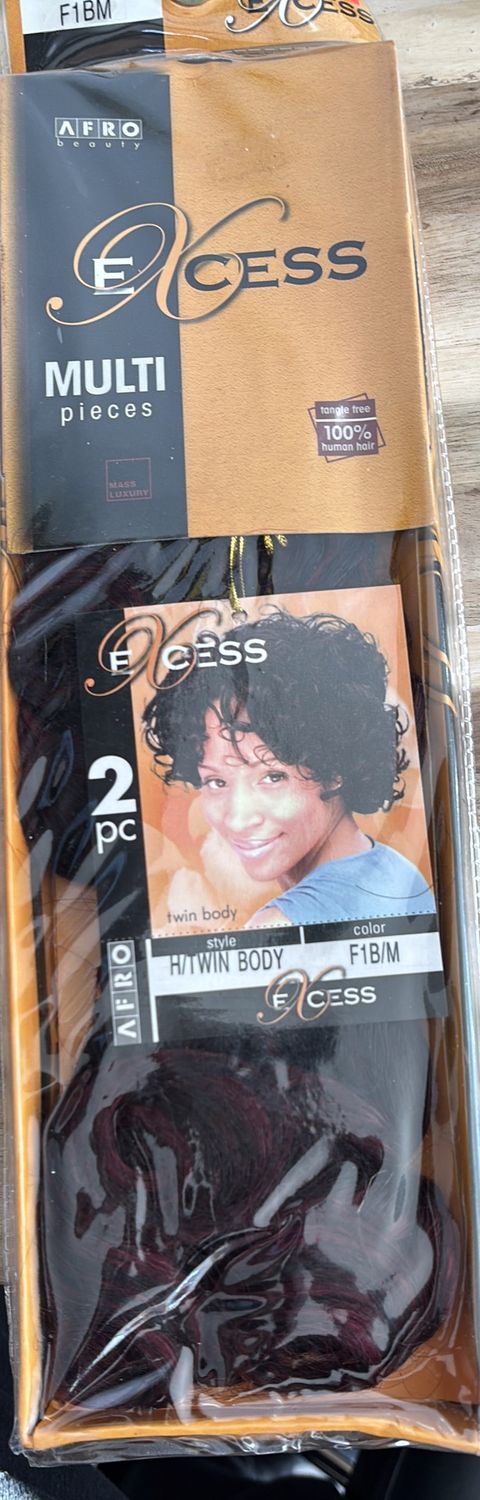 F1BM
EXCESS
AFRO
beauty
EXCESS
MULTI
pieces
tangle free
100%
human hair
MASS
LUXURY
EXCESS
2
pc
twin body
style
color
H/TWIN BODY
F1B/M
AFRO
EXCESS